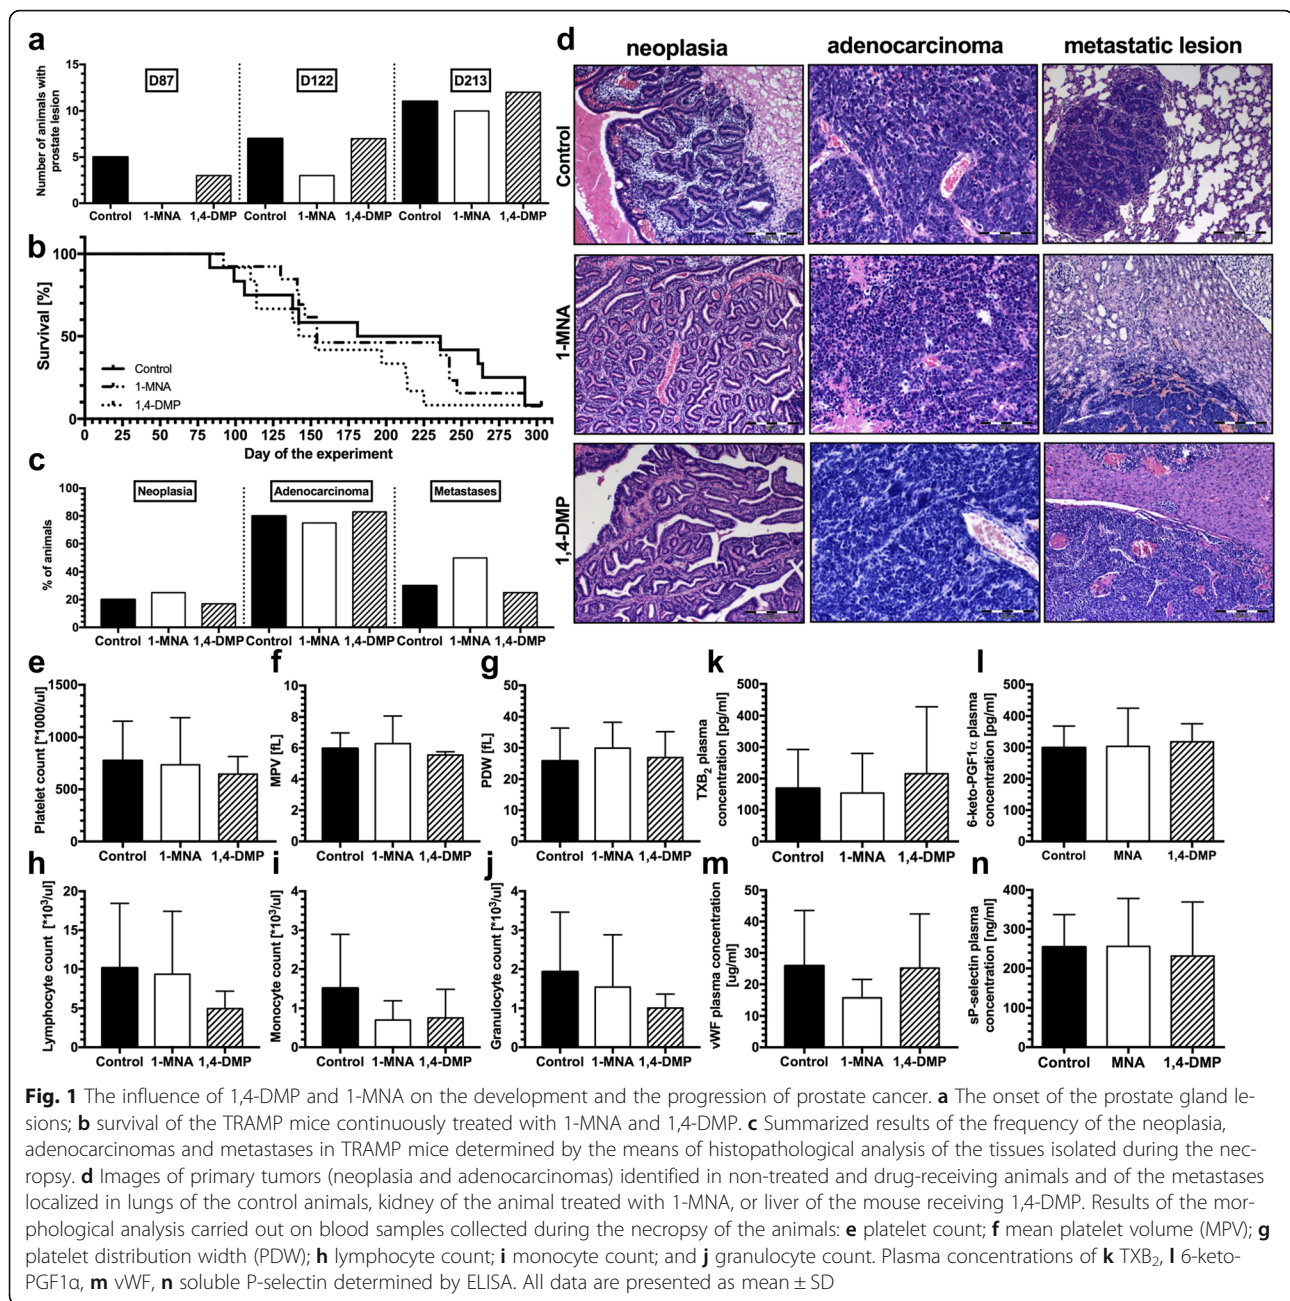 a
Number of animals with
prostate lesion
15
10
5
0
D87
D122
D213
Control 1-MNA 1,4-DMP Control 1-MNA 1,4-DMP Control 1-MNA 1,4-DMP
b
Survival [%]
100
50
0
Control
1-MNA
1,4-DMP
0 25 50 75 100 125 150 175 200 225 250 275 300
Day of the experiment
c
% of animals
100
80
60
40
20
0
Neoplasia
Adenocarcinoma
Metastases
Control 1-MNA 1,4-DMP Control 1-MNA 1,4-DMP Control 1-MNA 1,4-DMP
d
neoplasia adenocarcinoma metastatic lesion
Control
1-MNA
1,4-DMP
e
Platelet count [*1000/ul]
1500
1000
500
0
Control 1-MNA 1,4-DMP
f
MPV [fL]
10
8
6
4
2
0
Control 1-MNA 1,4-DMP
g
PDW [fL]
50
40
30
20
10
0
Control 1-MNA 1,4-DMP
k
TXB2 plasma
concentration [pg/ml]
500
400
300
200
100
0
Control 1-MNA 1,4-DMP
l
6-keto-PGF1α plasma
concentration [pg/ml]
500
400
300
200
100
0
Control MNA 1,4-DMP
h
Lymphocyte count [*10³/ul]
20
15
10
5
0
Control 1-MNA 1,4-DMP
i
Monocyte count [*10³/ul]
4
3
2
1
0
Control 1-MNA 1,4-DMP
j
Granulocyte count [*10³/ul]
4
3
2
1
0
Control 1-MNA 1,4-DMP
m
vWF plasma concentration
[ug/ml]
50
40
30
20
10
0
Control 1-MNA 1,4-DMP
n
sP-selectin plasma
concentration [ng/ml]
400
300
200
100
0
Control MNA 1,4-DMP
Fig. 1 The influence of 1,4-DMP and 1-MNA on the development and the progression of prostate cancer. a The onset of the prostate gland le-
sions; b survival of the TRAMP mice continuously treated with 1-MNA and 1,4-DMP. c Summarized results of the frequency of the neoplasia,
adenocarcinomas and metastases in TRAMP mice determined by the means of histopathological analysis of the tissues isolated during the nec-
ropsy. d Images of primary tumors (neoplasia and adenocarcinomas) identified in non-treated and drug-receiving animals and of the metastases
localized in lungs of the control animals, kidney of the animal treated with 1-MNA, or liver of the mouse receiving 1,4-DMP. Results of the mor-
phological analysis carried out on blood samples collected during the necropsy of the animals: e platelet count; f mean platelet volume (MPV); g
platelet distribution width (PDW); h lymphocyte count; i monocyte count; and j granulocyte count. Plasma concentrations of k TXB2, l 6-keto-
PGF1α, m vWF, n soluble P-selectin determined by ELISA. All data are presented as mean ± SD